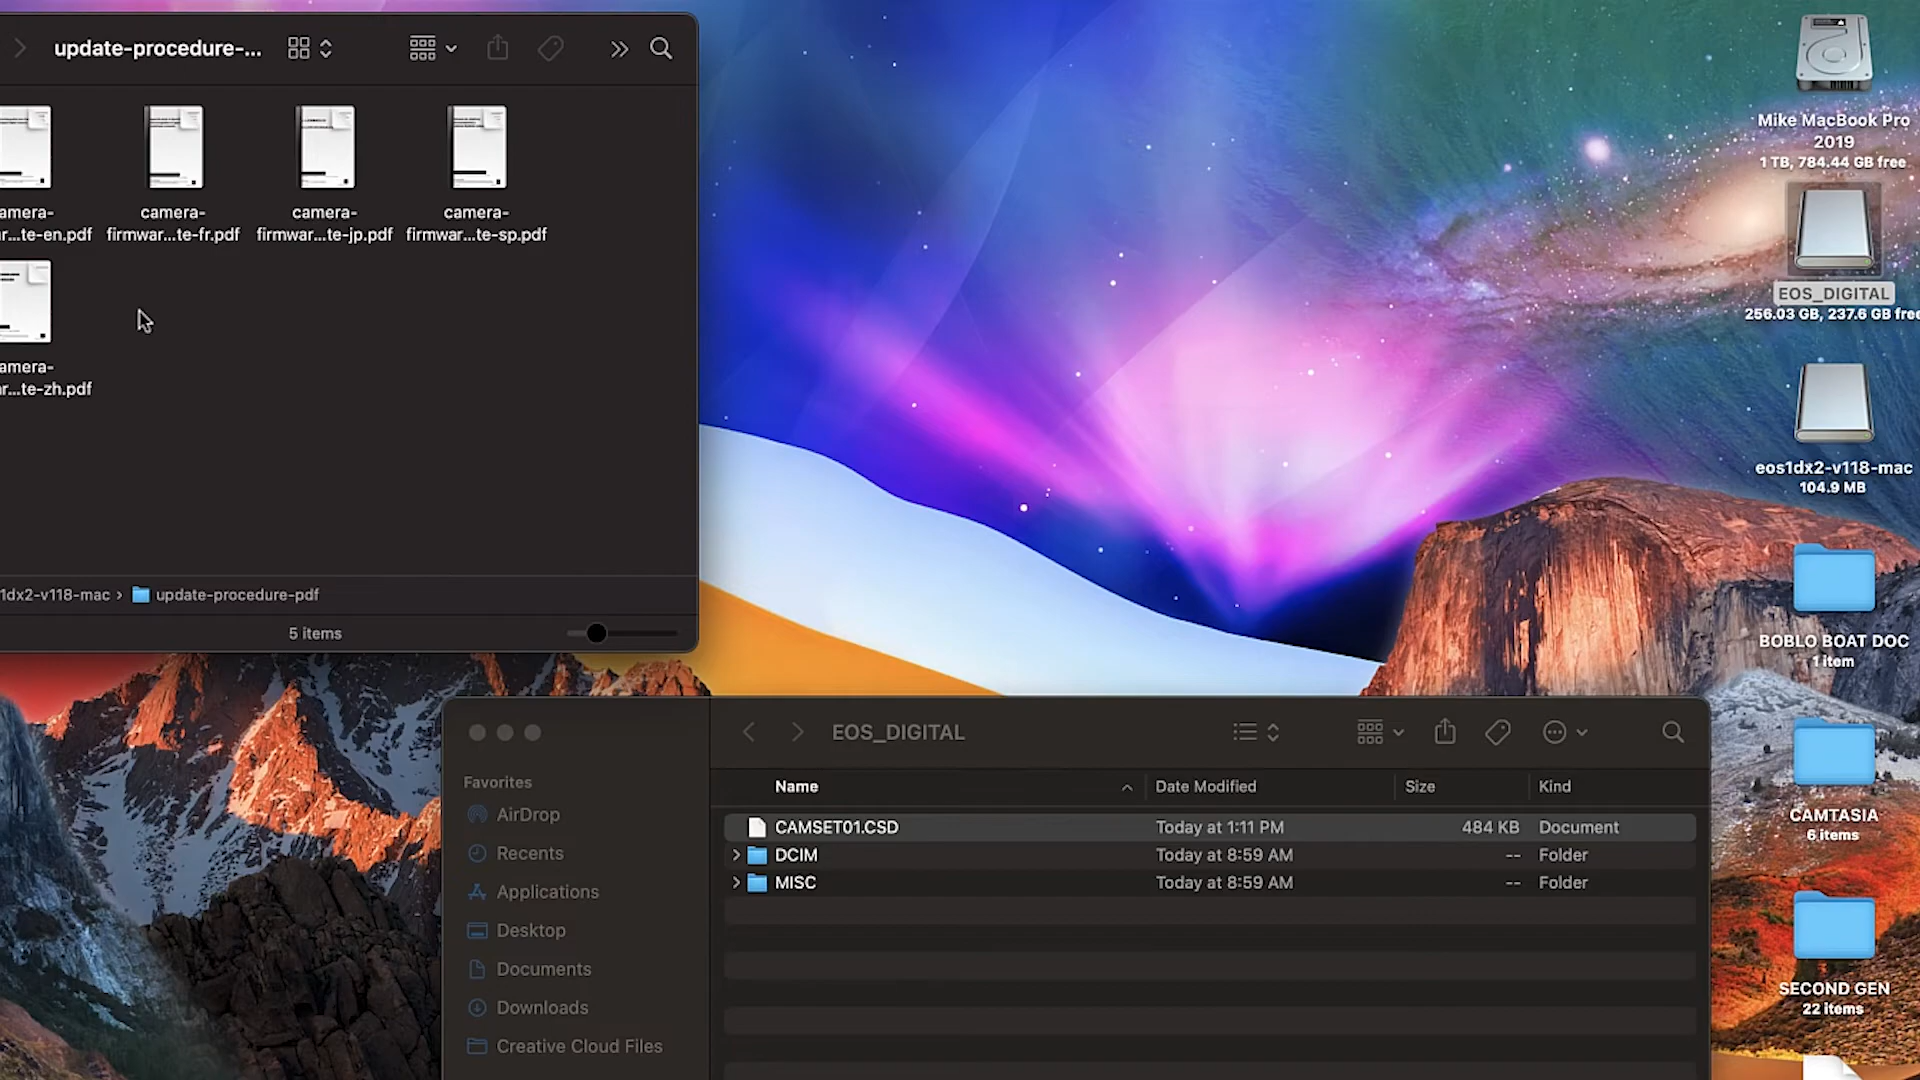 update-procedure-...
amera-
r...te-en.pdf
camera-
firmwar...te-fr.pdf
camera-
firmwar...te-jp.pdf
camera-
firmwar...te-sp.pdf
amera-
r...te-zh.pdf
1dx2-v118-mac › update-procedure-pdf
5 items
Mike MacBook Pro
2019
1 TB, 784.44 GB free
EOS_DIGITAL
256.03 GB, 237.6 GB free
eos1dx2-v118-mac
104.9 MB
BOBLO BOAT DOC
1 item
CAMTASIA
6 items
SECOND GEN
22 items
EOS_DIGITAL
Favorites
AirDrop
Recents
Applications
Desktop
Documents
Downloads
Creative Cloud Files
Name Date Modified Size Kind
CAMSET01.CSD Today at 1:11 PM 484 KB Document
DCIM Today at 8:59 AM -- Folder
MISC Today at 8:59 AM -- Folder